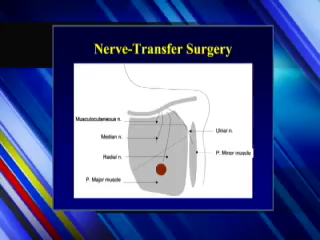 Nerve-Transfer Surgery
Musculocutaneous n.
Median n.
Ulnar n.
Radial n.
P. Minor muscle
P. Major muscle